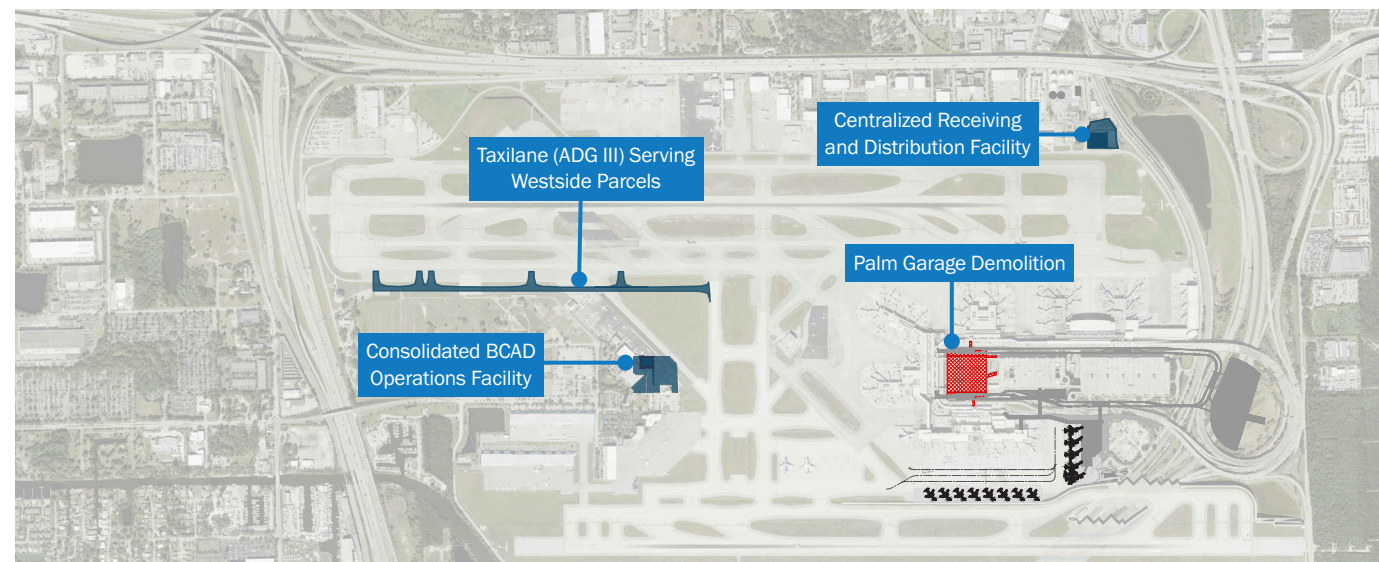 Centralized Receiving
and Distribution Facility
Taxilane (ADG III) Serving
Westside Parcels
Palm Garage Demolition
Consolidated BCAD
Operations Facility